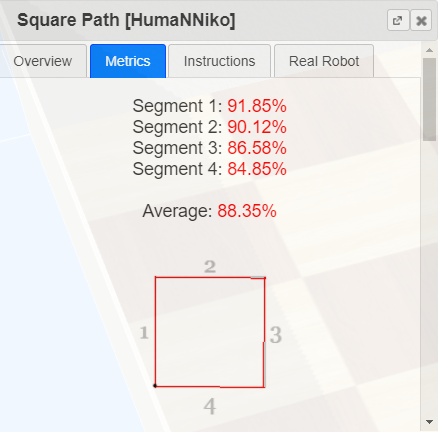 Square Path [HumaNNiko]
Overview Metrics Instructions Real Robot
Segment 1: 91.85%
Segment 2: 90.12%
Segment 3: 86.58%
Segment 4: 84.85%
Average: 88.35%
2
1 3
4